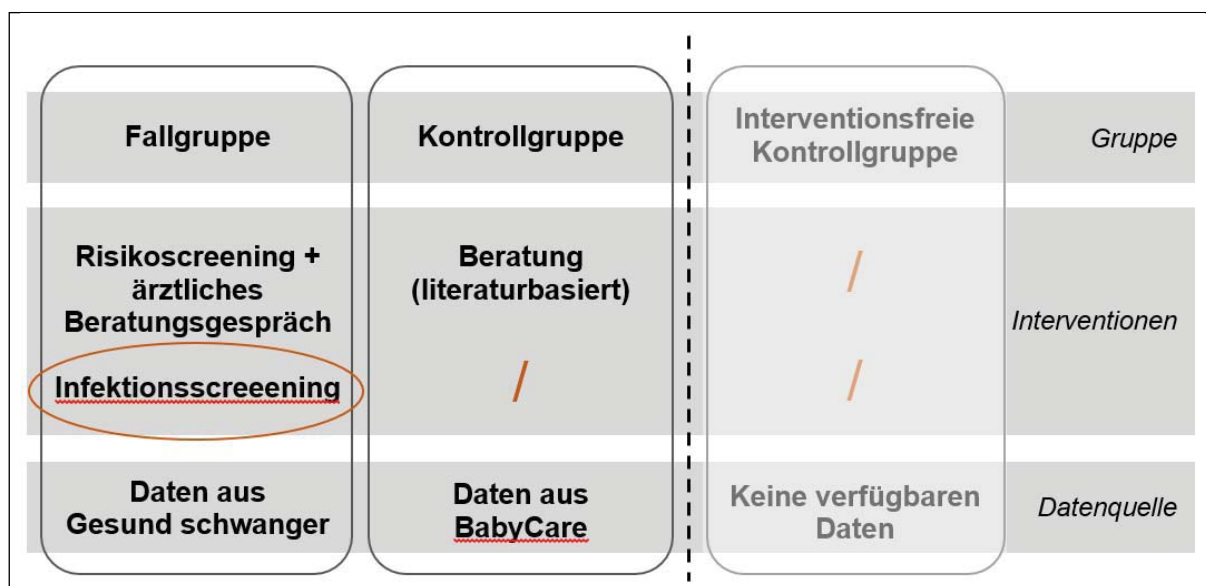 Fallgruppe
Kontrollgruppe
Interventionsfreie
Kontrollgruppe
Gruppe
Risikoscreening +
ärztliches
Beratungsgespräch
Infektionsscreeening
Beratung
(literaturbasiert)
/
/
/
Interventionen
Daten aus
Gesund schwanger
Daten aus
BabyCare
Keine verfügbaren
Daten
Datenquelle